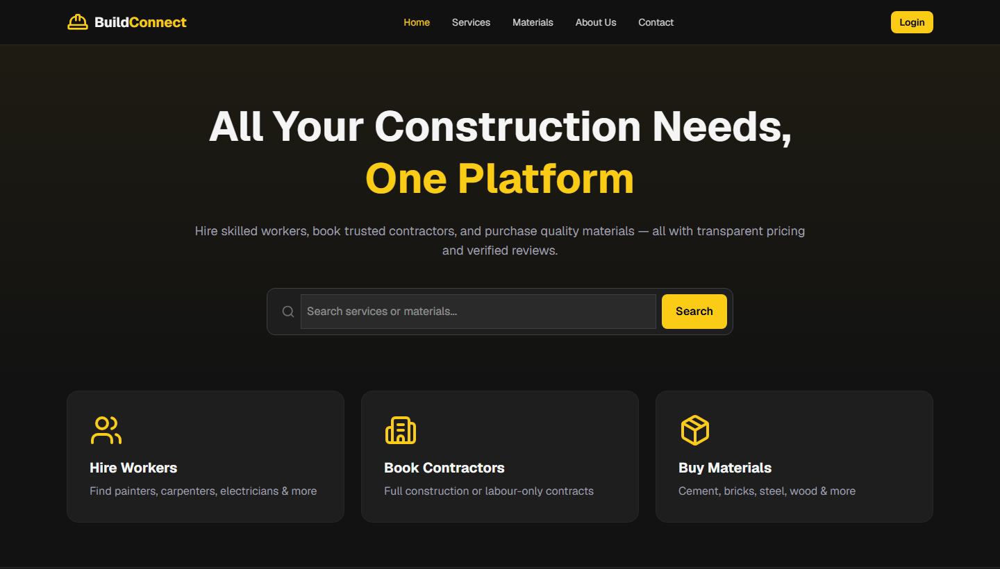 BuildConnect
Home
Services
Materials
About Us
Contact
Login
All Your Construction Needs,
One Platform
Hire skilled workers, book trusted contractors, and purchase quality materials — all with transparent pricing
and verified reviews.
Search services or materials...
Search
Hire Workers
Find painters, carpenters, electricians & more
Book Contractors
Full construction or labour-only contracts
Buy Materials
Cement, bricks, steel, wood & more